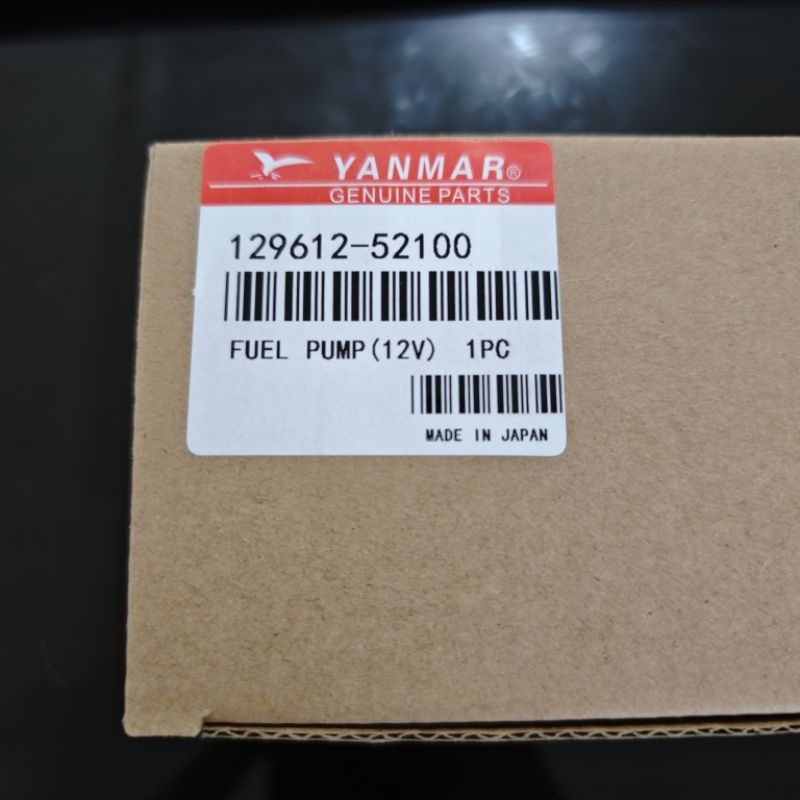 YANMAR®
GENUINE PARTS
129612-52100
FUEL PUMP(12V) 1PC
MADE IN JAPAN